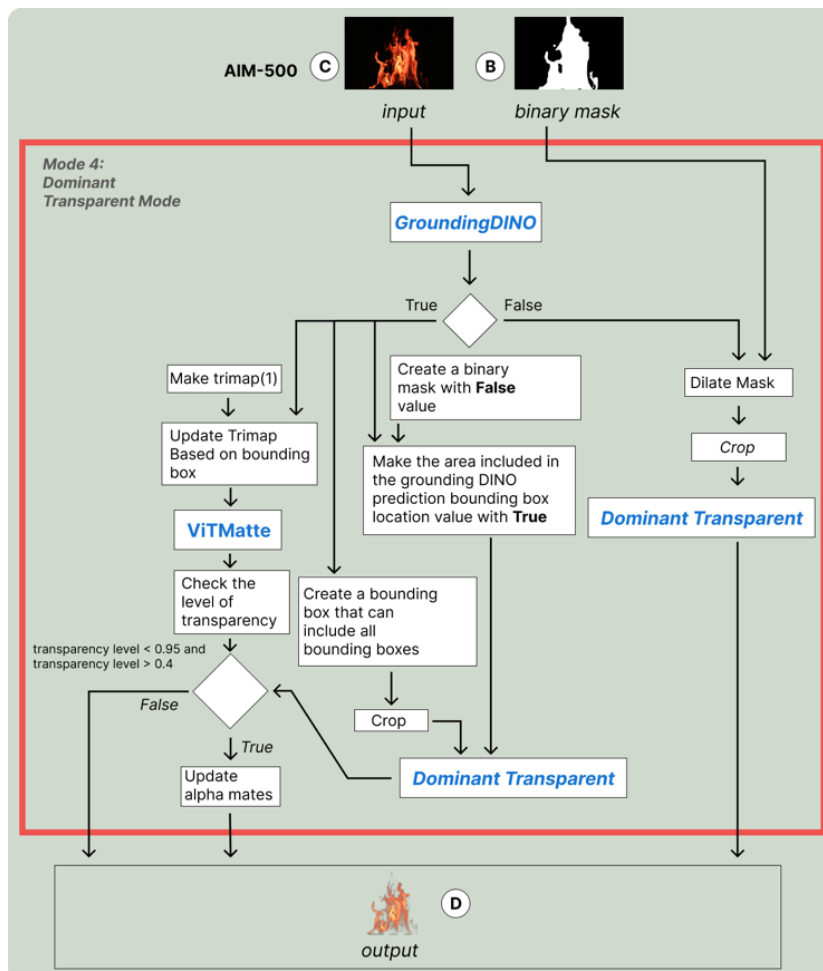 AIM-500
C
B
input
binary mask
Mode 4:
Dominant
Transparent Mode
GroundingDINO
True
False
Make trimap(1)
Create a binary
mask with False
value
Dilate Mask
Update Trimap
Based on bounding
box
Make the area included in
the grounding DINO
prediction bounding box
location value with True
Crop
Dominant Transparent
ViTMatte
Check the
level of
transparency
Create a bounding
box that can
include all
bounding boxes
transparency level < 0.95 and
transparency level > 0.4
False
Crop
True
Dominant Transparent
Update
alpha mates
D
output